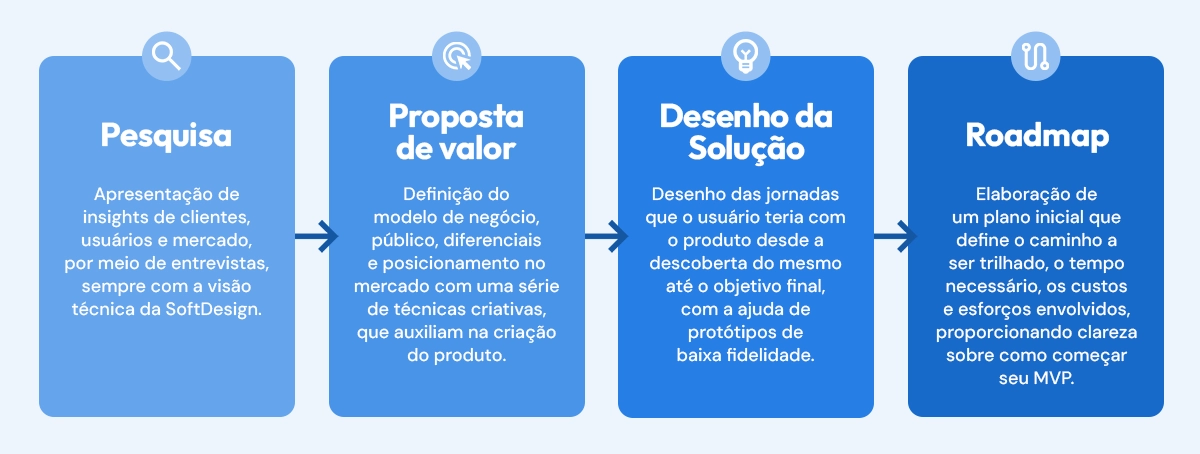 Pesquisa
Apresentação de
insights de clientes,
usuários e mercado,
por meio de entrevistas,
sempre com a visão
técnica da SoftDesign.
Proposta
de valor
Definição do
modelo de negócio,
público, diferenciais
e posicionamento no
mercado com uma série
de técnicas criativas,
que auxiliam na criação
do produto.
Desenho da
Solução
Desenho das jornadas
que o usuário teria com
o produto desde a
descoberta do mesmo
até o objetivo final,
com a ajuda de
protótipos de
baixa fidelidade.
Roadmap
Elaboração de
um plano inicial que
define o caminho a
ser trilhado, o tempo
necessário, os custos
e esforços envolvidos,
proporcionando clareza
sobre como começar
seu MVP.